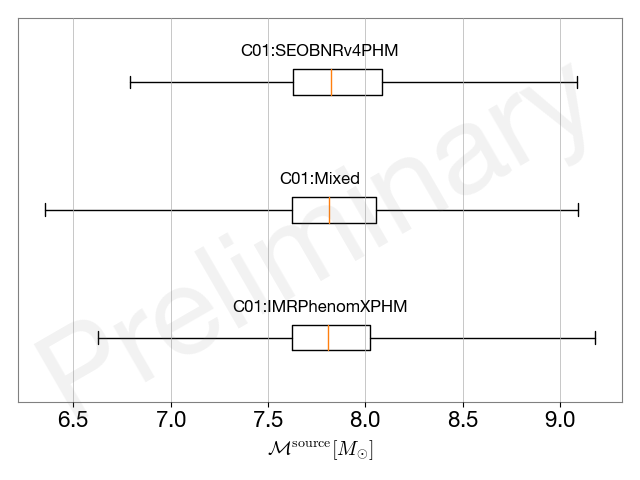 C01:SEOBNRv4PHM
C01:Mixed
C01:IMRPhenomXPHM
Preliminary
6.5 7.0 7.5 8.0 8.5 9.0
ℳ^source [M_⊙]